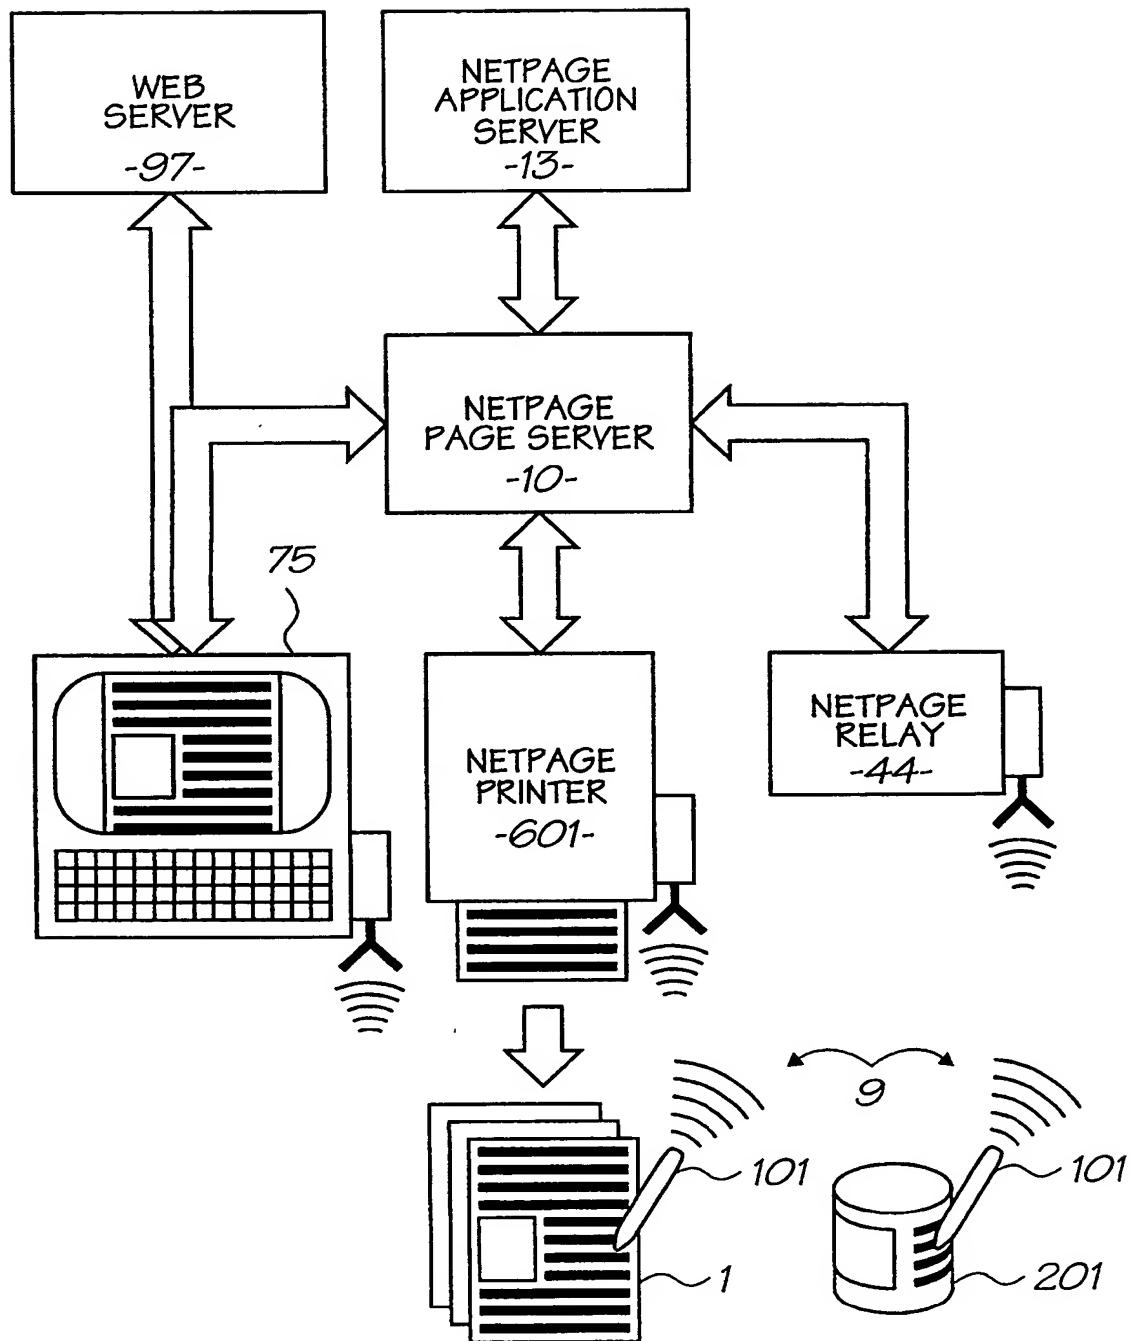 WEB
SERVER
-97-
NETPAGE
APPLICATION
SERVER
-13-
NETPAGE
PAGE SERVER
-10-
75
NETPAGE
PRINTER
-601-
NETPAGE
RELAY
-44-
9
101
101
1
201